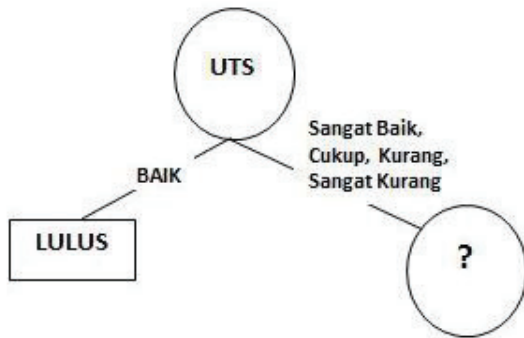 UTS
Sangat Baik,
Cukup, Kurang,
Sangat Kurang
BAIK
LULUS
?